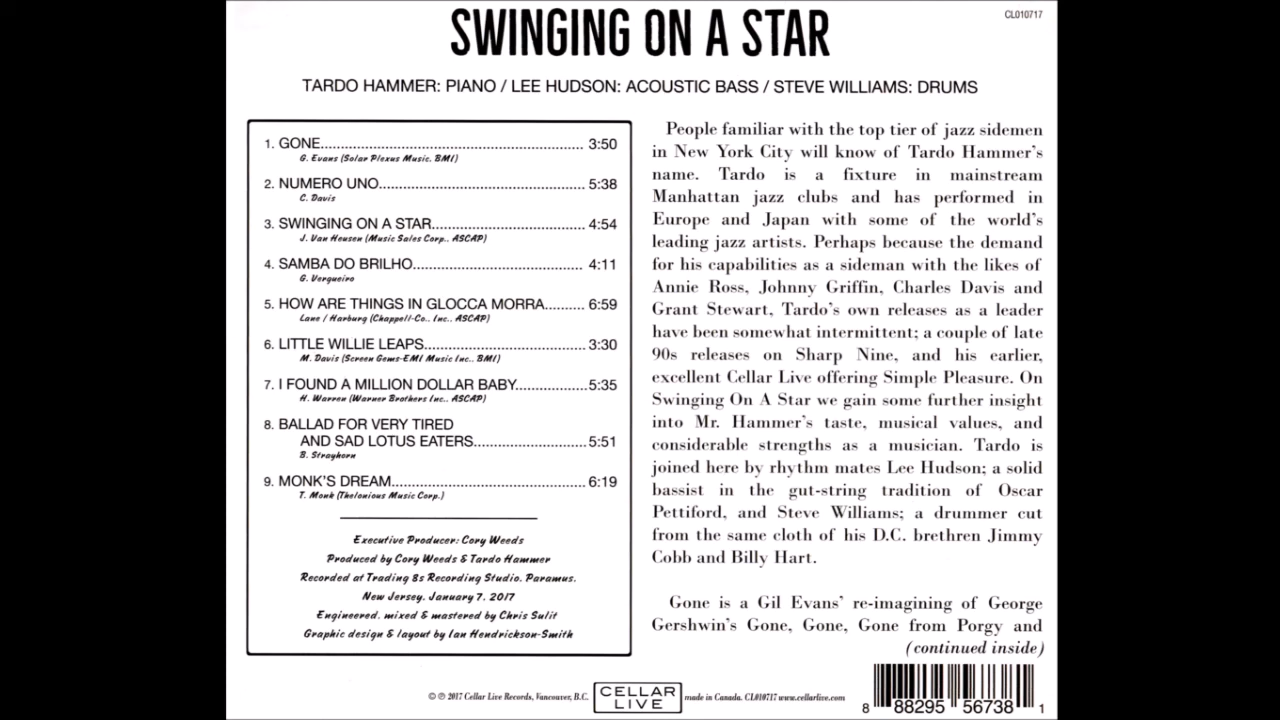 SWINGING ON A STAR
CL010717
TARDO HAMMER: PIANO / LEE HUDSON: ACOUSTIC BASS / STEVE WILLIAMS: DRUMS
1. GONE.......................................................... 3:50
G. Evans (Solar Plexus Music. BMI)
2. NUMERO UNO............................................. 5:38
C. Davis
3. SWINGING ON A STAR.................................. 4:54
J. Van Heusen (Music Sales Corp.. ASCAP)
4. SAMBA DO BRILHO..................................... 4:11
G. Vergueiro
5. HOW ARE THINGS IN GLOCCA MORRA.......... 6:59
Lane / Harburg (Chappell-Co.. Inc.. ASCAP)
6. LITTLE WILLIE LEAPS.................................... 3:30
M. Davis (Screen Gems-EMI Music Inc.. BMI)
7. I FOUND A MILLION DOLLAR BABY............... 5:35
H. Warren (Warner Brothers Inc.. ASCAP)
8. BALLAD FOR VERY TIRED
AND SAD LOTUS EATERS......................... 5:51
B. Strayhorn
9. MONK'S DREAM........................................... 6:19
T. Monk (Thelonious Music Corp.)
Executive Producer: Cory Weeds
Produced by Cory Weeds & Tardo Hammer
Recorded at Trading 8s Recording Studio. Paramus.
New Jersey. January 7. 2017
Engineered. mixed & mastered by Chris Sulit
Graphic design & layout by Ian Hendrickson-Smith
People familiar with the top tier of jazz sidemen
in New York City will know of Tardo Hammer's
name. Tardo is a fixture in mainstream
Manhattan jazz clubs and has performed in
Europe and Japan with some of the world's
leading jazz artists. Perhaps because the demand
for his capabilities as a sideman with the likes of
Annie Ross, Johnny Griffin, Charles Davis and
Grant Stewart, Tardo's own releases as a leader
have been somewhat intermittent; a couple of late
90s releases on Sharp Nine, and his earlier,
excellent Cellar Live offering Simple Pleasure. On
Swinging On A Star we gain some further insight
into Mr. Hammer's taste, musical values, and
considerable strengths as a musician. Tardo is
joined here by rhythm mates Lee Hudson; a solid
bassist in the gut-string tradition of Oscar
Pettiford, and Steve Williams; a drummer cut
from the same cloth of his D.C. brethren Jimmy
Cobb and Billy Hart.
Gone is a Gil Evans' re-imagining of George
Gershwin's Gone, Gone, Gone from Porgy and
(continued inside)
© ℗ 2017 Cellar Live Records, Vancouver, B.C.
CELLAR
LIVE
made in Canada. CL010717 www.cellarlive.com
8 88295 56738 1